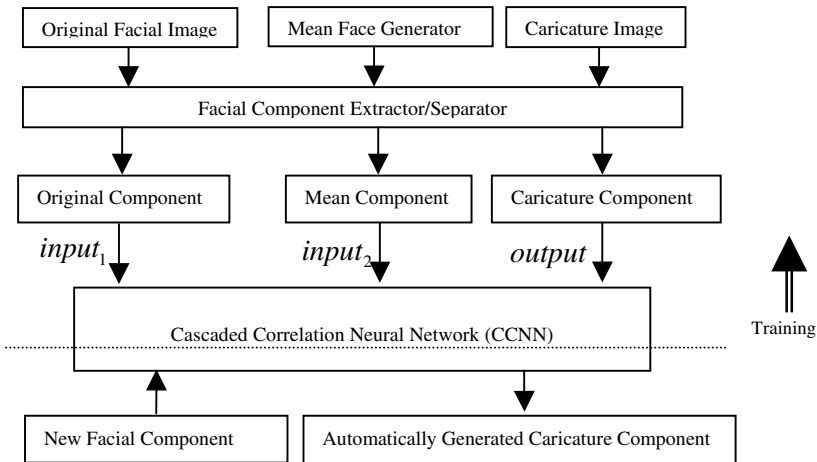 Original Facial Image
Mean Face Generator
Caricature Image
Facial Component Extractor/Separator
Original Component
Mean Component
Caricature Component
input₁
input₂
output
Training
Cascaded Correlation Neural Network (CCNN)
New Facial Component
Automatically Generated Caricature Component